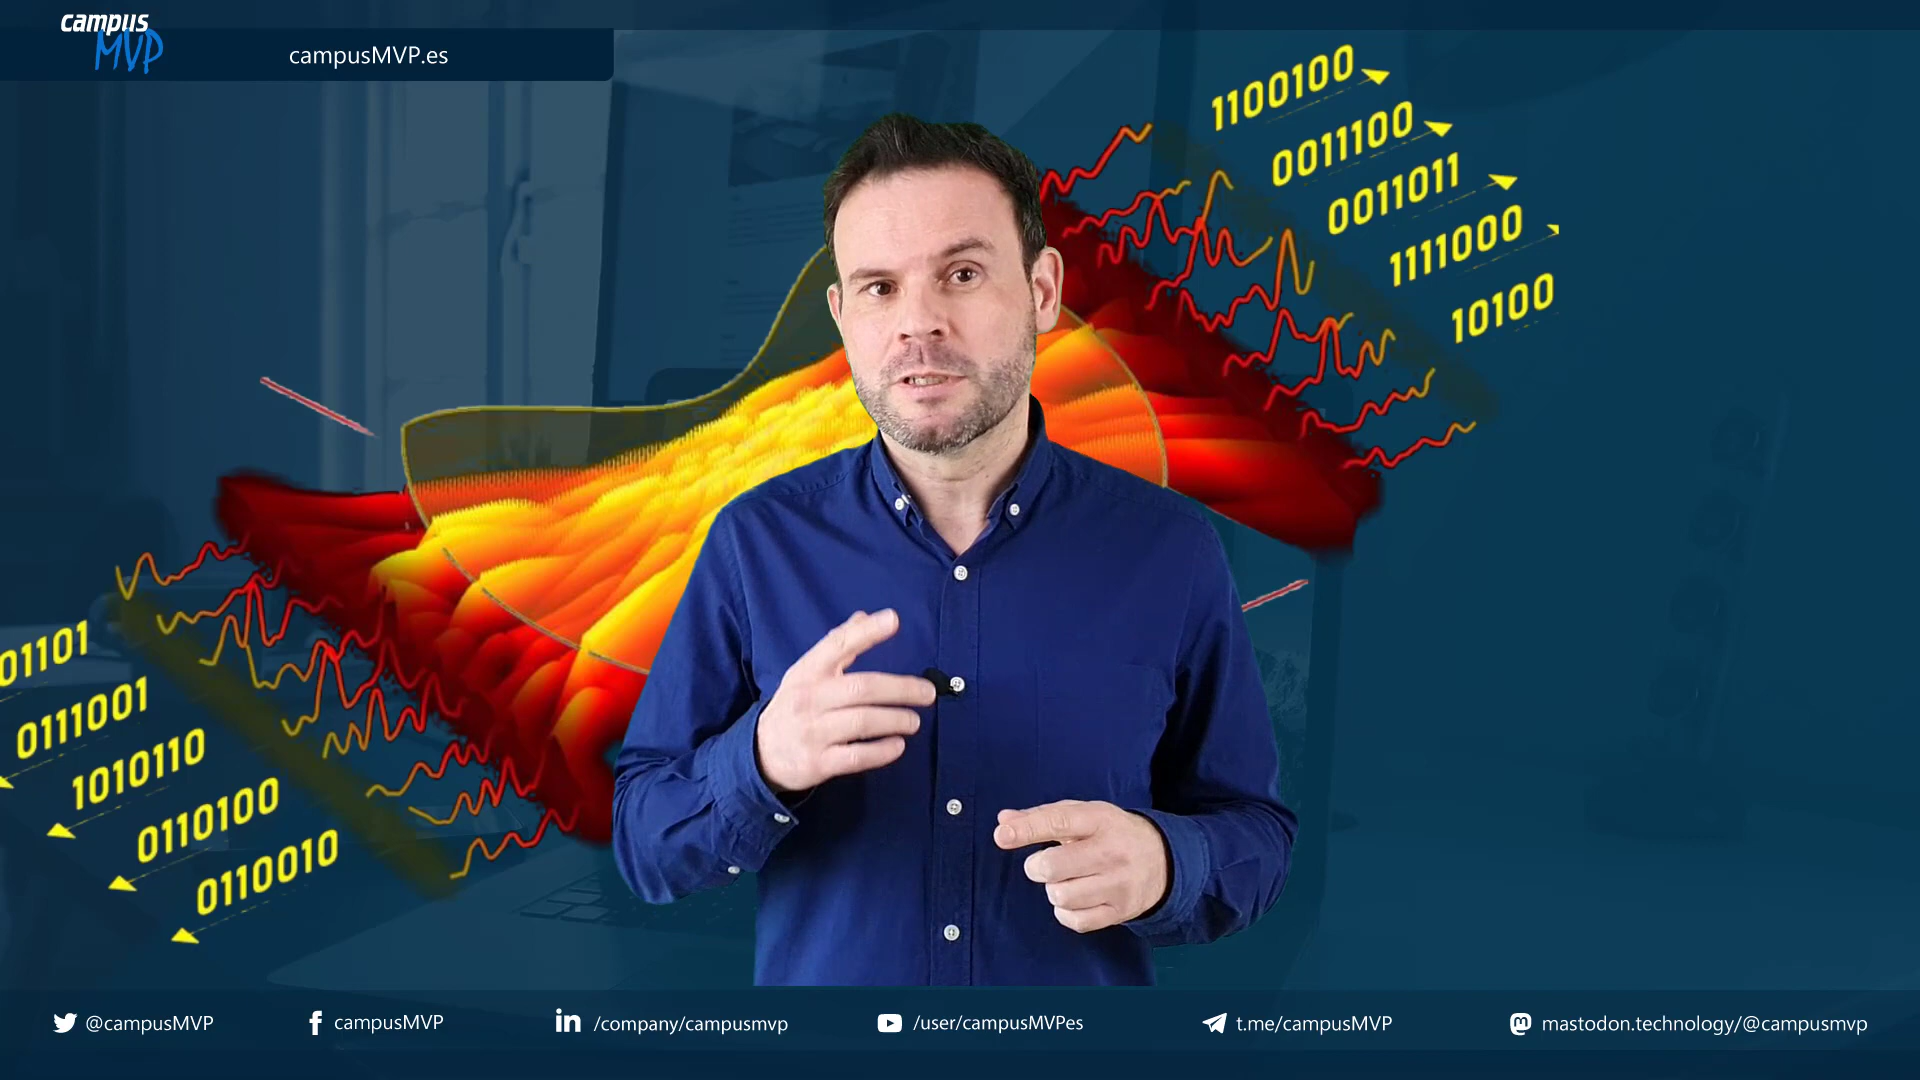 campus
MVP
campusMVP.es
1100100
0011100
0011011
1111000
10100
01101
0111001
1010110
0110100
0110010
@campusMVP
campusMVP
/company/campusmvp
/user/campusMVPes
t.me/campusMVP
mastodon.technology/@campusmvp